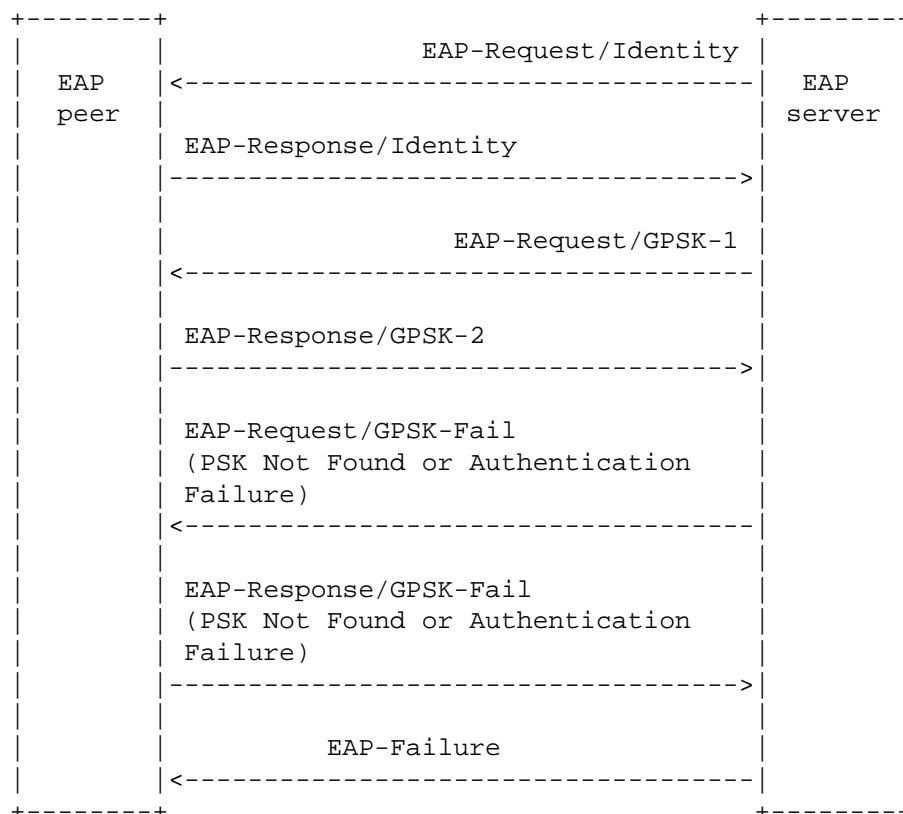 EAP-Request/Identity
EAP
peer
EAP
server
EAP-Response/Identity
EAP-Request/GPSK-1
EAP-Response/GPSK-2
EAP-Request/GPSK-Fail
(PSK Not Found or Authentication
Failure)
EAP-Response/GPSK-Fail
(PSK Not Found or Authentication
Failure)
EAP-Failure